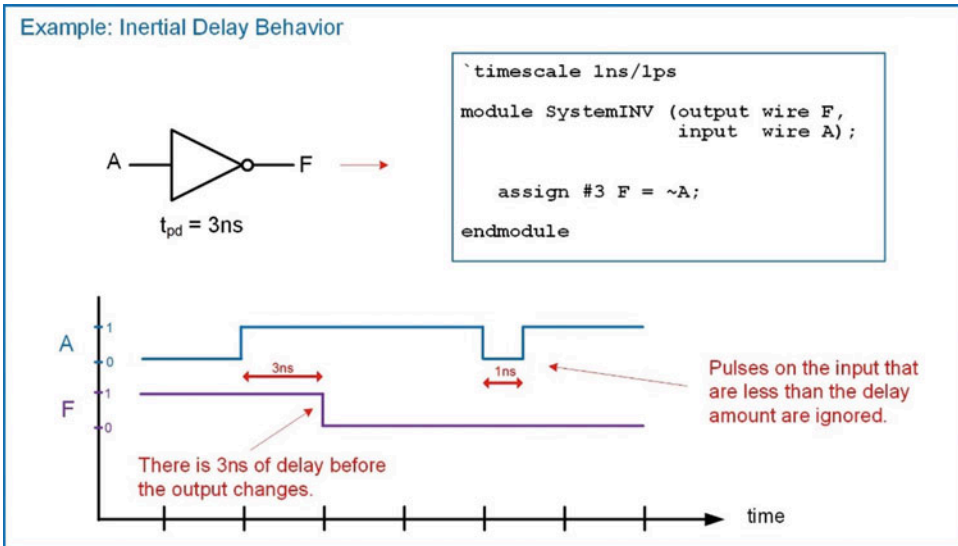 Example: Inertial Delay Behavior
`timescale 1ns/1ps
module SystemINV (output wire F,
input wire A);
assign #3 F = ~A;
endmodule
A
F
tpd = 3ns
A
1
0
3ns
1ns
F
1
0
Pulses on the input that
are less than the delay
amount are ignored.
There is 3ns of delay before
the output changes.
time